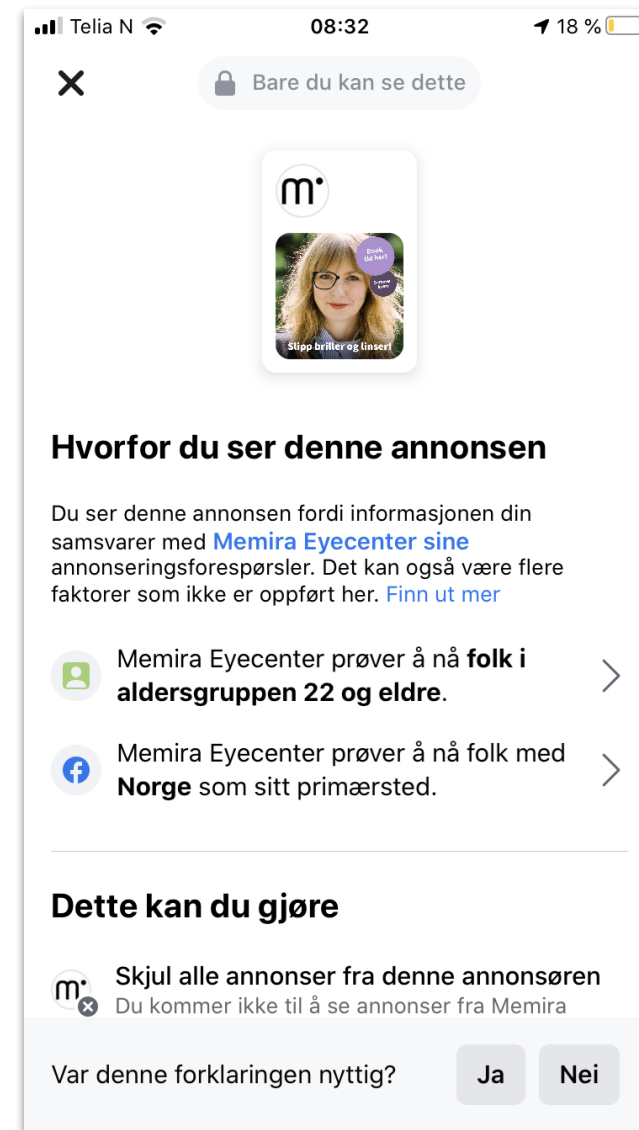 Telia N 08:32 18 %
Bare du kan se dette
m
Book
tid her!
Slipp briller og linser!
Hvorfor du ser denne annonsen
Du ser denne annonsen fordi informasjonen din
samsvarer med Memira Eyecenter sine
annonseringsforespørsler. Det kan også være flere
faktorer som ikke er oppført her. Finn ut mer
Memira Eyecenter prøver å nå folk i
aldersgruppen 22 og eldre.
Memira Eyecenter prøver å nå folk med
Norge som sitt primærsted.
Dette kan du gjøre
m
Skjul alle annonser fra denne annonsøren
Du kommer ikke til å se annonser fra Memira
Var denne forklaringen nyttig? Ja Nei